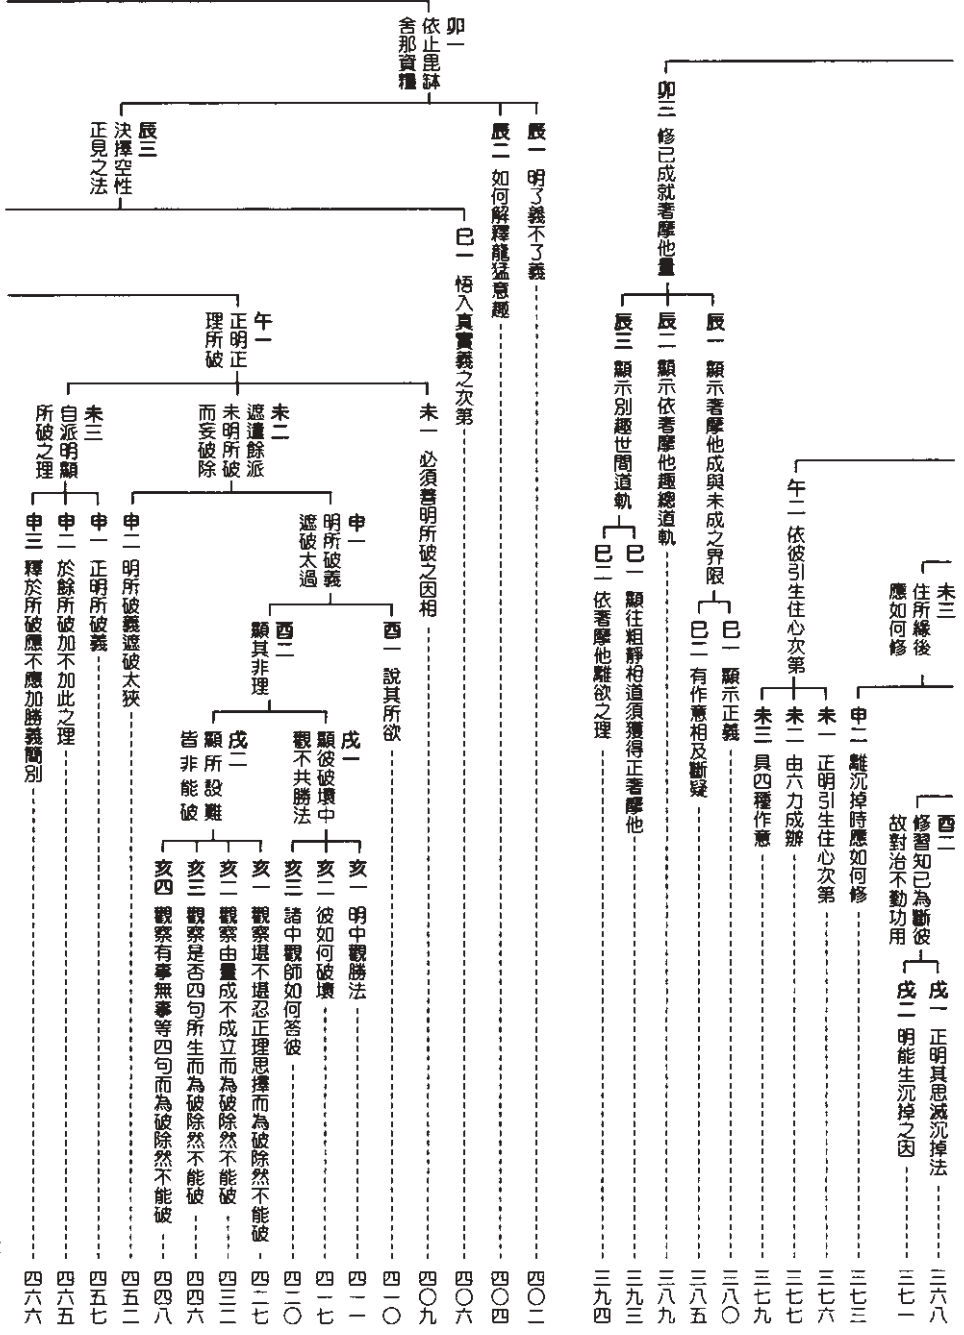 酉二
修習知已為斷彼
故對治不勤功用
戌一 正明其思滅沉掉法 三六八
戌二 明能生沉掉之因 三七一
未三
住所緣後
應如何修
申二 離沉掉時應如何修 三七三
午二 依彼引生住心次第
未一 正明引生住心次第 三七六
未二 由六力成辦 三七七
未三 具四種作意 三七九
卯三 修已成就奢摩他量
辰一 顯示奢摩他成與未成之界限
巳一 顯示正義 三八〇
巳二 有作意相及斷疑 三八五
辰二 顯示依奢摩他趣總道軌 三八九
辰三 顯示別趣世間道軌
巳一 顯往粗靜相道須獲得正奢摩他 三九三
巳二 依奢摩他離欲之理 三九四
卯一
依止毘缽
舍那資糧
辰一 明了義不了義 四〇二
辰二 如何解釋龍猛意趣 四〇四
辰三
決擇空性
正見之法
巳一 悟入真實義之次第 四〇六
午一
正明正
理所破
未一 必須善明所破之因相 四〇九
未二
遮遣餘派
未明所破
而妄破除
申一
明所破義
遮破太過
酉一 說其所欲 四一〇
酉二
顯其非理
戌一
顯彼破壞中
觀不共勝法
亥一 明中觀勝法 四一一
亥二 彼如何破壞 四一七
亥三 諸中觀師如何答彼 四二〇
戌二
顯所設難
皆非能破
亥一 觀察堪不堪忍正理思擇而為破除然不能破 四二七
亥二 觀察由量成不成立而為破除然不能破 四三二
亥三 觀察是否四句所生而為破除然不能破 四四六
亥四 觀察有事無事等四句而為破除然不能破 四四八
申二 明所破義遮破太狹 四五二
未三
自派明顯
所破之理
申一 正明所破義 四五七
申二 於餘所破加不加此之理 四六五
申三 釋於所破應不應加勝義簡別 四六六